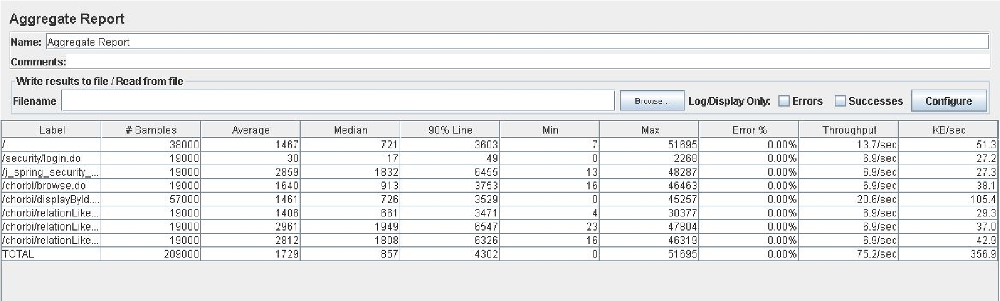 Aggregate Report
Name: Aggregate Report
Comments:
Write results to file / Read from file
Filename Browse... Log/Display Only: Errors Successes Configure
Label # Samples Average Median 90% Line Min Max Error % Throughput KB/sec
/ 38000 1467 721 3603 7 51695 0.00% 13.7/sec 51.3
/security/login.do 19000 30 17 49 0 2268 0.00% 6.9/sec 27.2
/j_spring_security_... 19000 2859 1832 6455 13 48287 0.00% 6.9/sec 27.3
/chorbi/browse.do 19000 1640 913 3753 16 46463 0.00% 6.9/sec 38.1
/chorbi/displayById.... 57000 1461 726 3529 0 45257 0.00% 20.6/sec 105.4
/chorbi/relationLike... 19000 1406 661 3471 4 30377 0.00% 6.9/sec 29.3
/chorbi/relationLike... 19000 2961 1949 6547 23 47804 0.00% 6.9/sec 37.0
/chorbi/relationLike... 19000 2812 1808 6326 16 46319 0.00% 6.9/sec 42.9
TOTAL 209000 1729 857 4302 0 51695 0.00% 75.2/sec 356.9